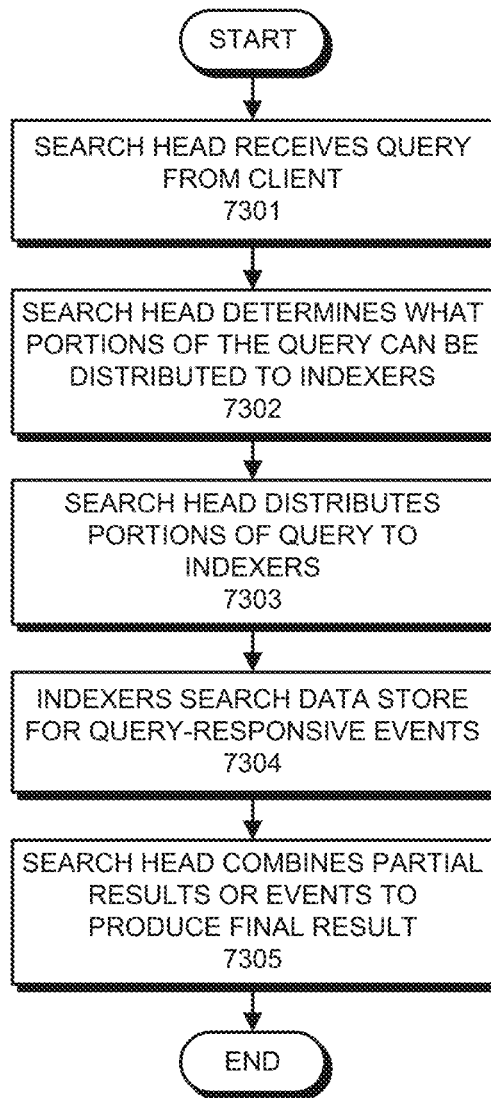 START
SEARCH HEAD RECEIVES QUERY
FROM CLIENT
7301
SEARCH HEAD DETERMINES WHAT
PORTIONS OF THE QUERY CAN BE
DISTRIBUTED TO INDEXERS
7302
SEARCH HEAD DISTRIBUTES
PORTIONS OF QUERY TO
INDEXERS
7303
INDEXERS SEARCH DATA STORE
FOR QUERY-RESPONSIVE EVENTS
7304
SEARCH HEAD COMBINES PARTIAL
RESULTS OR EVENTS TO
PRODUCE FINAL RESULT
7305
END